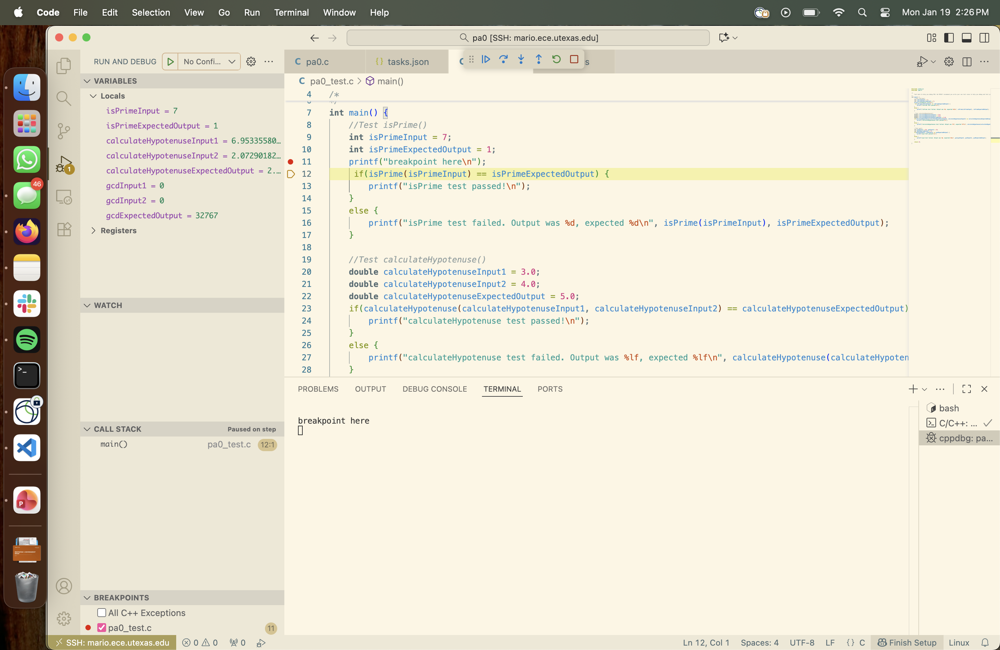 Code File Edit Selection View Go Run Terminal Window Help
Mon Jan 19 2:26 PM
pa0 [SSH: mario.ece.utexas.edu]
RUN AND DEBUG
No Confi...
pa0.c
tasks.json
s
pa0_test.c > main()
VARIABLES
Locals
isPrimeInput = 7
isPrimeExpectedOutput = 1
calculateHypotenuseInput1 = 6.95335580...
calculateHypotenuseInput2 = 2.07290182...
calculateHypotenuseExpectedOutput = 2....
gcdInput1 = 0
gcdInput2 = 0
gcdExpectedOutput = 32767
Registers
WATCH
CALL STACK
Paused on step
main()
pa0_test.c 12:1
BREAKPOINTS
All C++ Exceptions
pa0_test.c
11
46
1
P
4 /*
7 int main() {
8 //Test isPrime()
9 int isPrimeInput = 7;
10 int isPrimeExpectedOutput = 1;
11 printf("breakpoint here\n");
12 if(isPrime(isPrimeInput) == isPrimeExpectedOutput) {
13 printf("isPrime test passed!\n");
14 }
15 else {
16 printf("isPrime test failed. Output was %d, expected %d\n", isPrime(isPrimeInput), isPrimeExpectedOutput);
17 }
18
19 //Test calculateHypotenuse()
20 double calculateHypotenuseInput1 = 3.0;
21 double calculateHypotenuseInput2 = 4.0;
22 double calculateHypotenuseExpectedOutput = 5.0;
23 if(calculateHypotenuse(calculateHypotenuseInput1, calculateHypotenuseInput2) == calculateHypotenuseExpectedOutput)
24 printf("calculateHypotenuse test passed!\n");
25 }
26 else {
27 printf("calculateHypotenuse test failed. Output was %lf, expected %lf\n", calculateHypotenuse(calculateHypoten
28 }
PROBLEMS OUTPUT DEBUG CONSOLE TERMINAL PORTS
breakpoint here
bash
C/C++: ...
cppdbg: pa...
SSH: mario.ece.utexas.edu
0 0
0
Ln 12, Col 1 Spaces: 4 UTF-8 LF {} C Finish Setup Linux